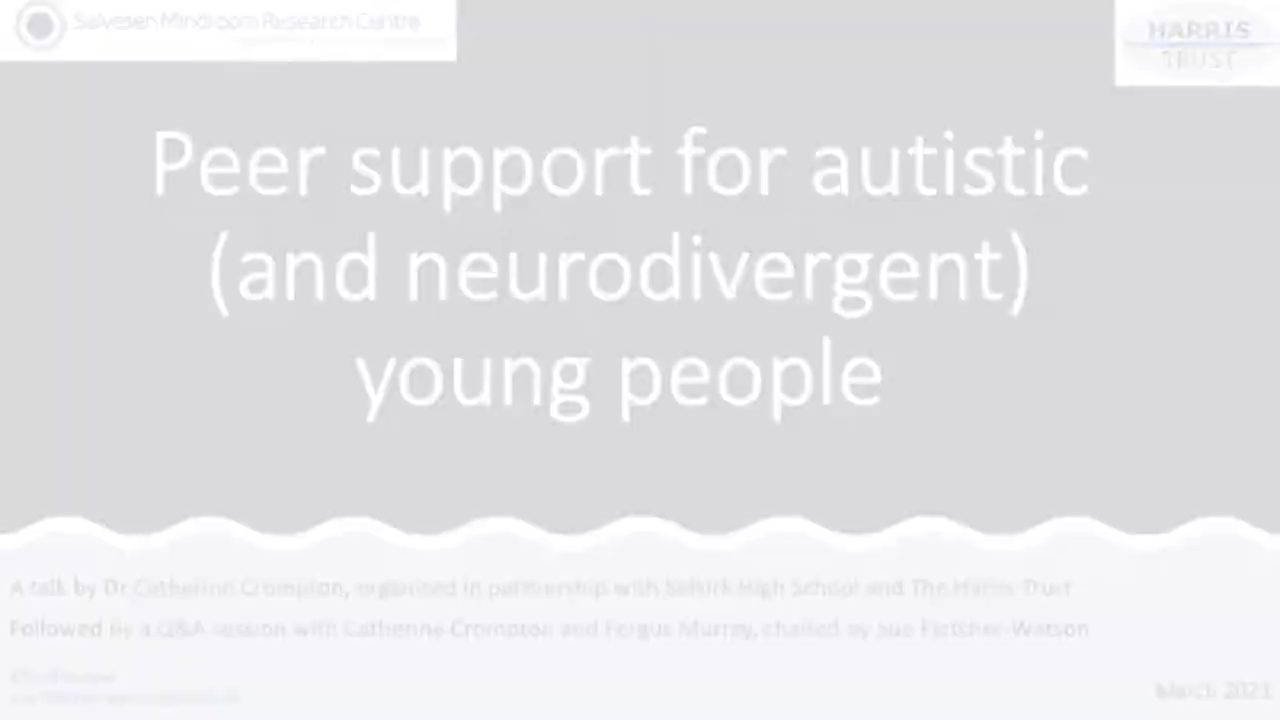 Salvesen Mindroom Research Centre
HARRIS
TRUST
Peer support for autistic
(and neurodivergent)
young people
A talk by Dr Catherine Crompton, organised in partnership with Selkirk High School and The Harris Trust
Followed by a Q&A session with Catherine Crompton and Fergus Murray, chaired by Sue Fletcher-Watson
March 2021